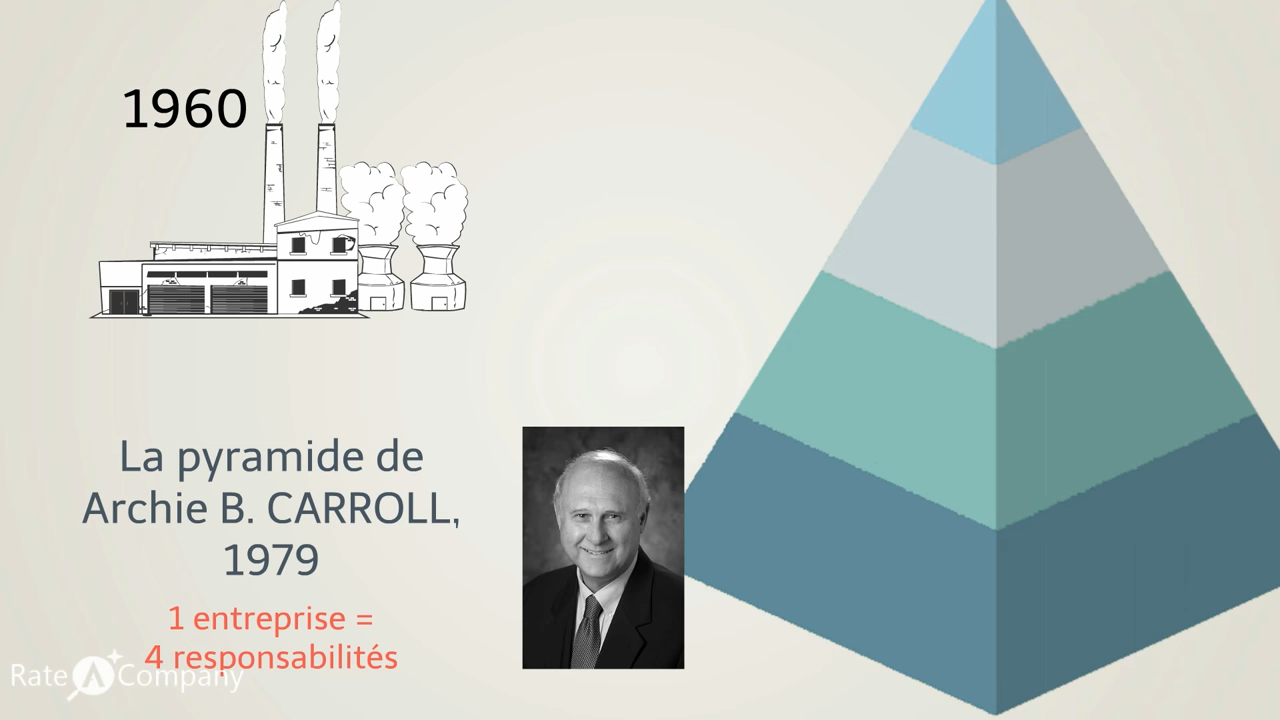 1960
La pyramide de
Archie B. CARROLL,
1979
1 entreprise =
4 responsabilités
Rate A Company